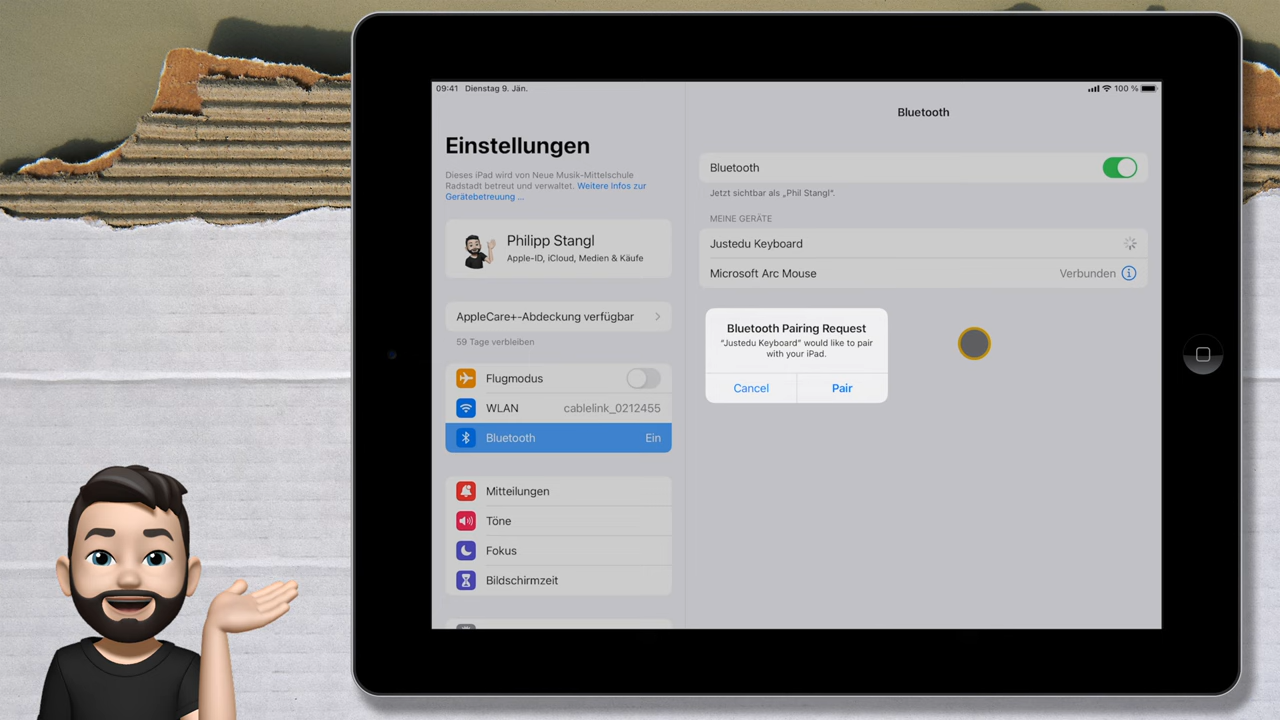 09:41 Dienstag 9. Jän.
100 %
Einstellungen
Dieses iPad wird von Neue Musik-Mittelschule
Radstadt betreut und verwaltet. Weitere Infos zur
Gerätebetreuung ...
Philipp Stangl
Apple-ID, iCloud, Medien & Käufe
AppleCare+-Abdeckung verfügbar
59 Tage verbleiben
Flugmodus
WLAN cablelink_0212455
Bluetooth Ein
Mitteilungen
Töne
Fokus
Bildschirmzeit
Bluetooth
Bluetooth
Jetzt sichtbar als „Phil Stangl“.
MEINE GERÄTE
Justedu Keyboard
Microsoft Arc Mouse Verbunden
Bluetooth Pairing Request
“Justedu Keyboard” would like to pair
with your iPad.
Cancel Pair